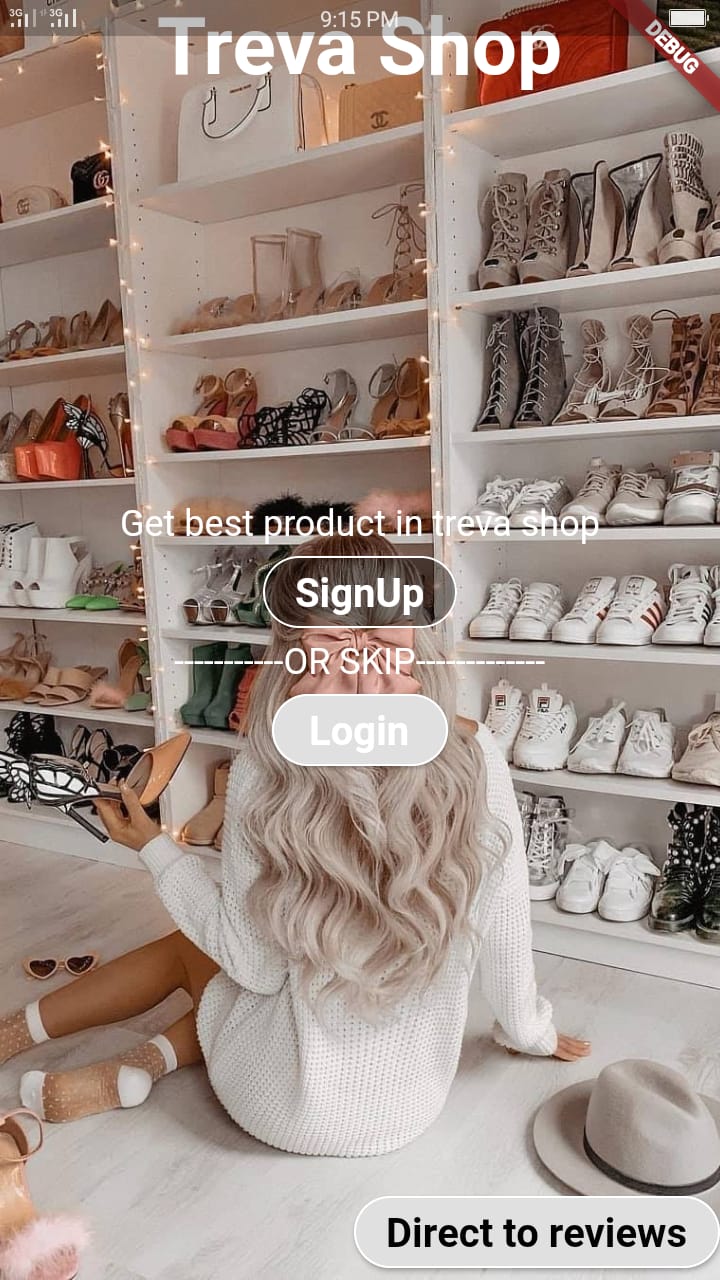 3G 3G 9:15 PM
DEBUG
Treva Shop
Get best product in treva shop
SignUp
------------OR SKIP--------------
Login
Direct to reviews